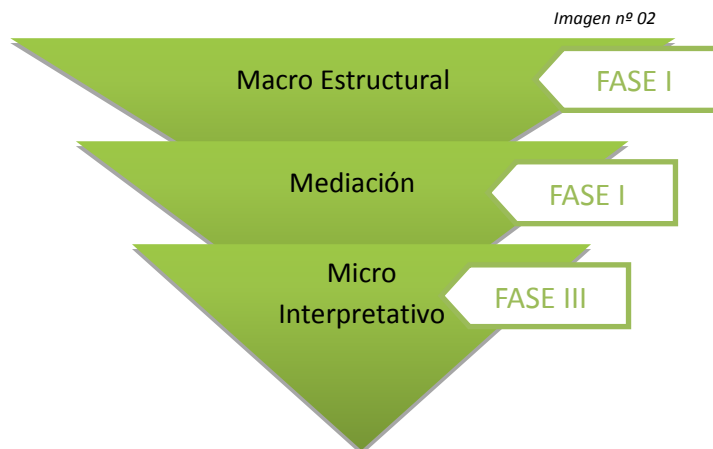 Imagen nº 02
Macro Estructural
FASE I
Mediación
FASE I
Micro
Interpretativo
FASE III